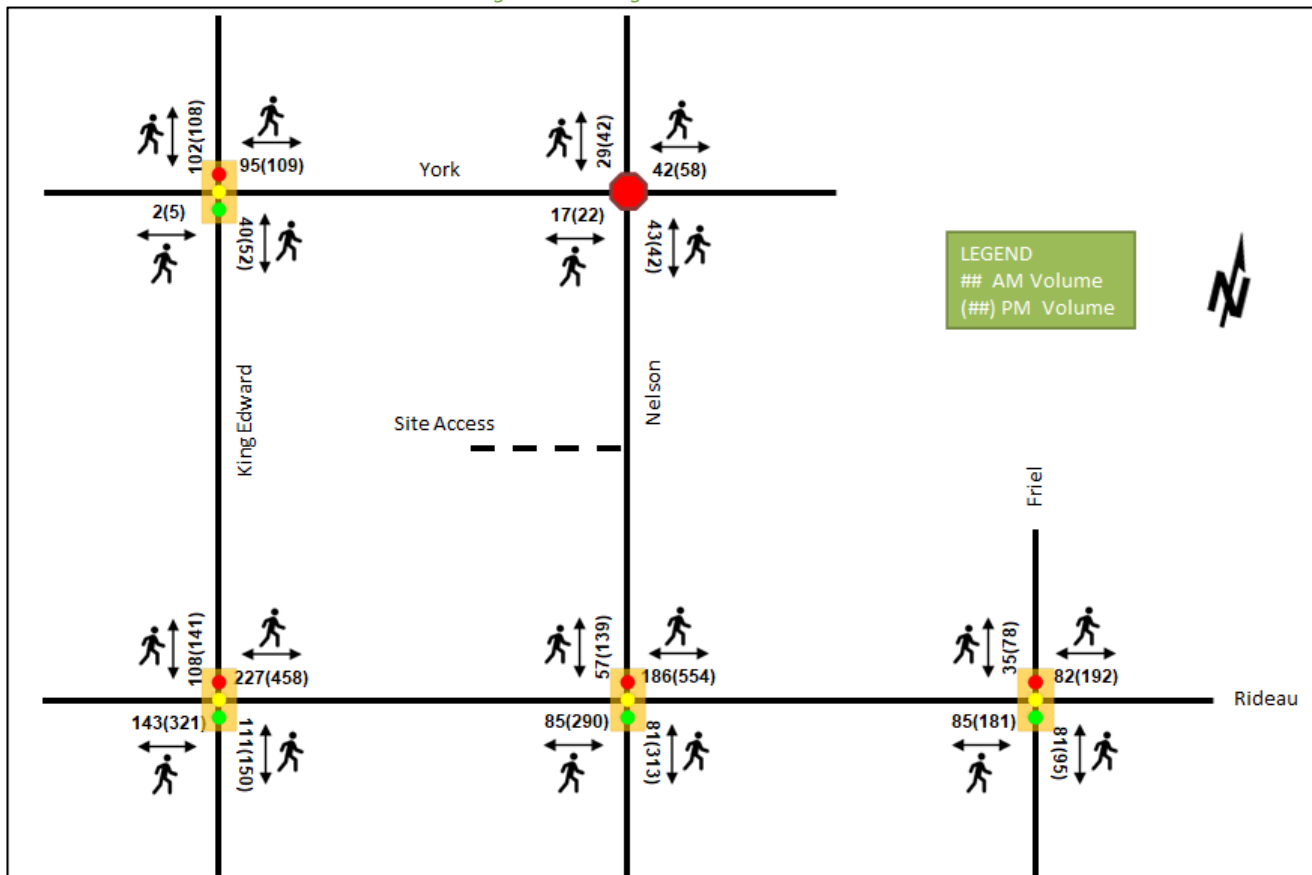 102(108)
95(109)
29(42)
42(58)
York
2(5)
40(52)
17(22)
43(42)
LEGEND
## AM Volume
(##) PM Volume
N
King Edward
Nelson
Site Access
Friel
108(141)
227(458)
57(139)
186(554)
35(78)
82(192)
Rideau
143(321)
111(150)
85(290)
81(313)
85(181)
81(95)